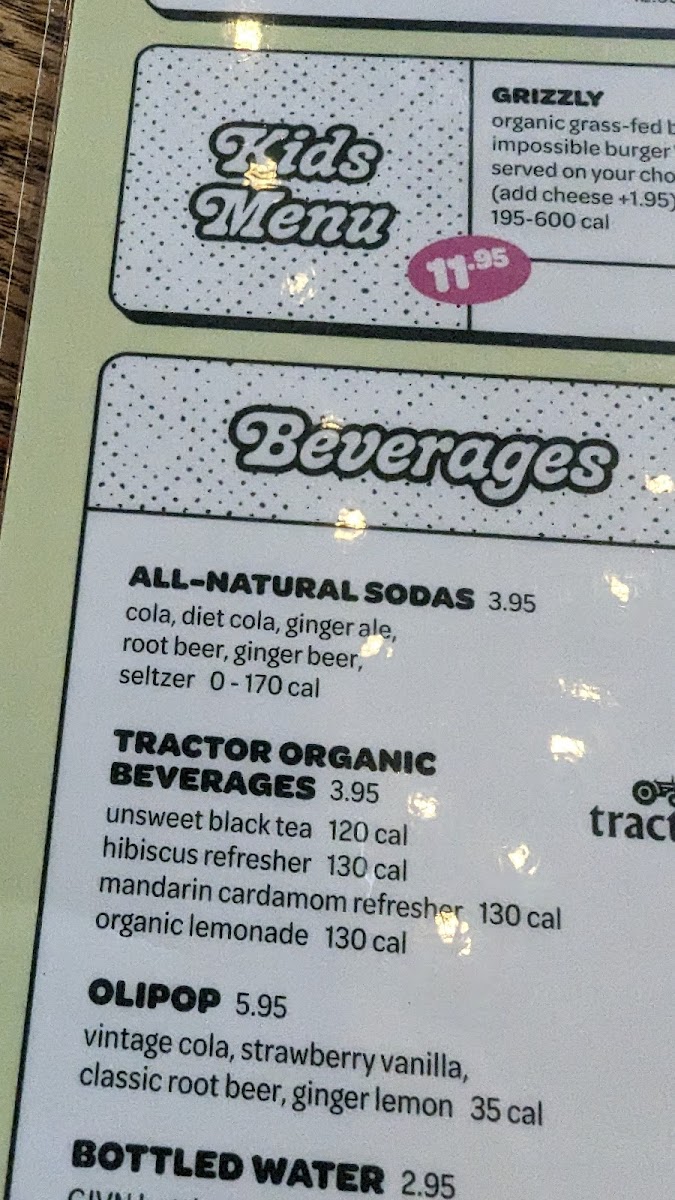 Kids
Menu
11.95
GRIZZLY
organic grass-fed
impossible burger
served on your
(add cheese +1.95)
195-600 cal
Beverages
ALL-NATURAL SODAS 3.95
cola, diet cola, ginger ale,
root beer, ginger beer,
seltzer 0 - 170 cal
TRACTOR ORGANIC
BEVERAGES 3.95
unsweet black tea 120 cal
hibiscus refresher 130 cal
mandarin cardamom refresher 130 cal
organic lemonade 130 cal
tract
OLIPOP 5.95
vintage cola, strawberry vanilla,
classic root beer, ginger lemon 35 cal
BOTTLED WATER 2.95